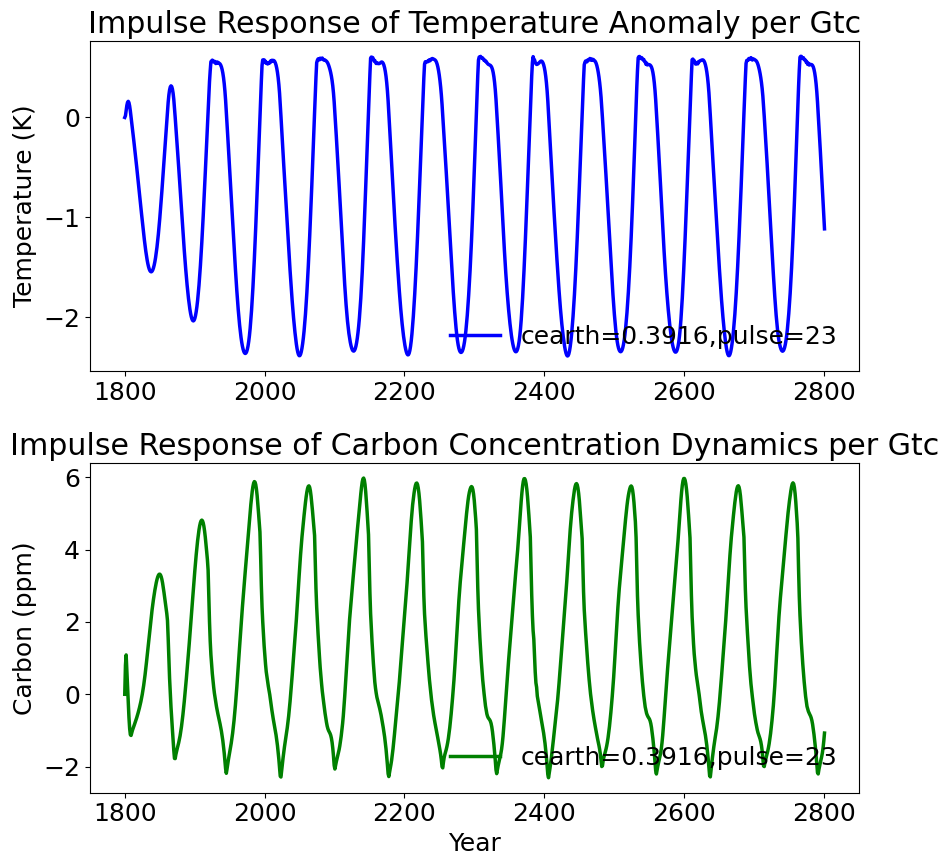 Impulse Response of Temperature Anomaly per Gtc
Temperature (K)
0
−1
−2
cearth=0.3916,pulse=23
1800 2000 2200 2400 2600 2800
Impulse Response of Carbon Concentration Dynamics per Gtc
Carbon (ppm)
6
4
2
0
−2
cearth=0.3916,pulse=23
1800 2000 2200 2400 2600 2800
Year